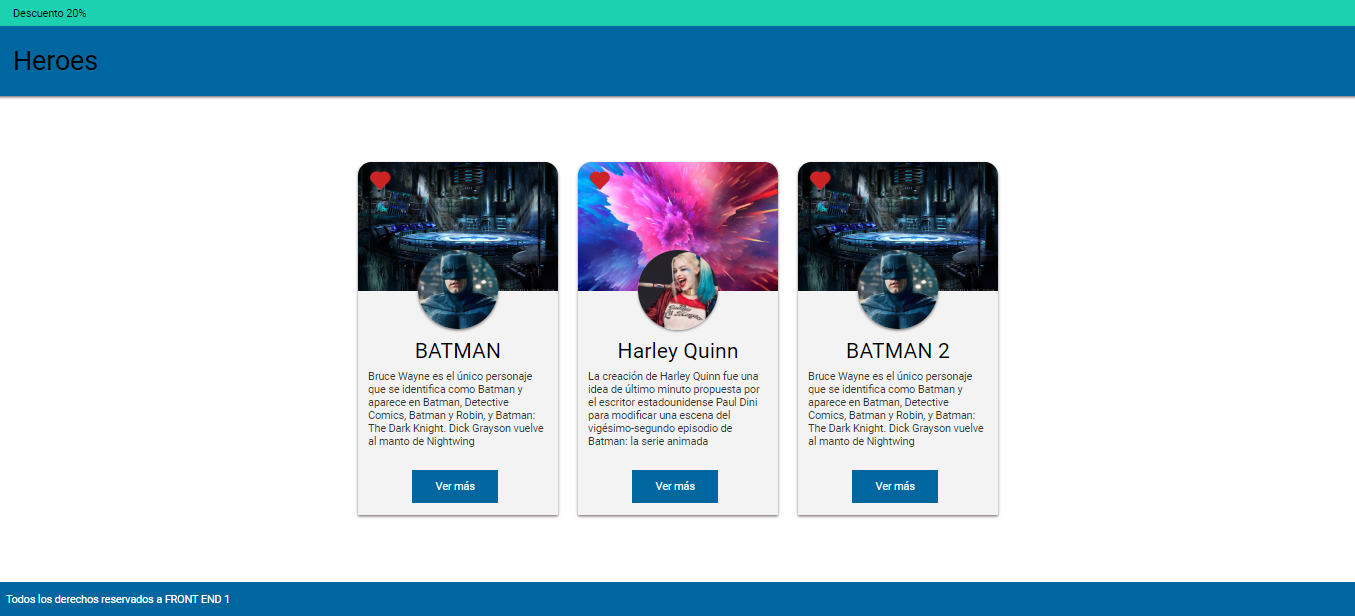 Descuento 20%
Heroes
BATMAN
Bruce Wayne es el único personaje
que se identifica como Batman y
aparece en Batman, Detective
Comics, Batman y Robin, y Batman:
The Dark Knight. Dick Grayson vuelve
al manto de Nightwing
Ver más
Harley Quinn
La creación de Harley Quinn fue una
idea de último minuto propuesta por
el escritor estadounidense Paul Dini
para modificar una escena del
vigésimo-segundo episodio de
Batman: la serie animada
Ver más
BATMAN 2
Bruce Wayne es el único personaje
que se identifica como Batman y
aparece en Batman, Detective
Comics, Batman y Robin, y Batman:
The Dark Knight. Dick Grayson vuelve
al manto de Nightwing
Ver más
Todos los derechos reservados a FRONT END 1